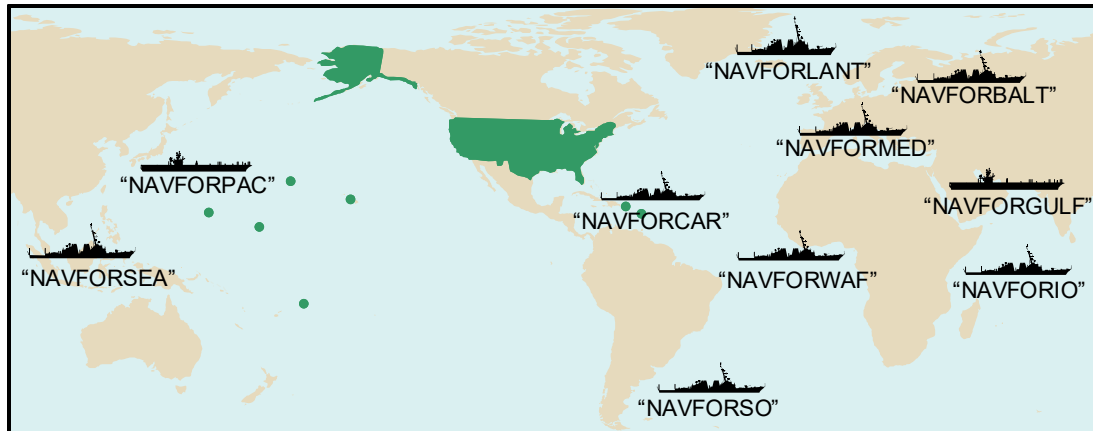 “NAVFORLANT”
“NAVFORBALT”
“NAVFORMED”
“NAVFORPAC”
“NAVFORCAR”
“NAVFORGULF”
“NAVFORSEA”
“NAVFORWAF”
“NAVFORIO”
“NAVFORSO”